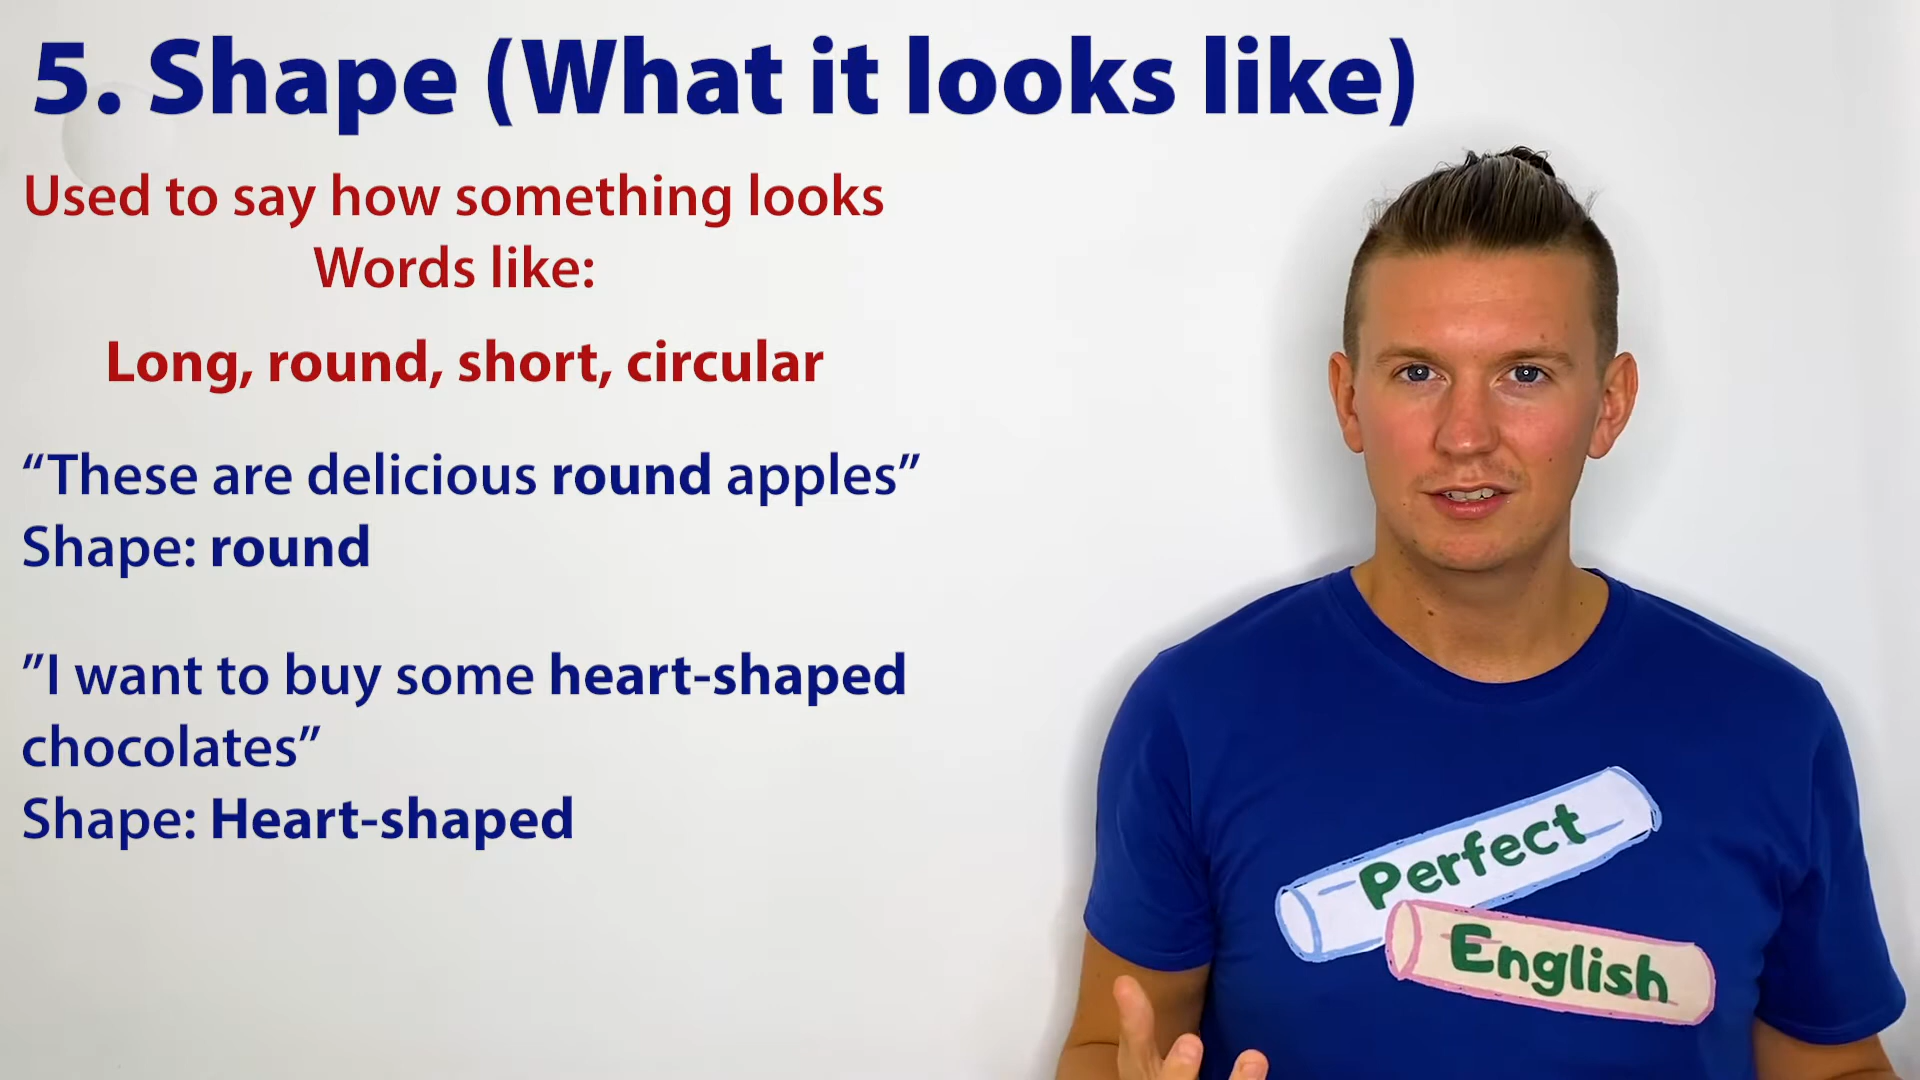 5. Shape (What it looks like)
Used to say how something looks
Words like:
Long, round, short, circular
“These are delicious round apples”
Shape: round
”I want to buy some heart-shaped
chocolates”
Shape: Heart-shaped
Perfect
English